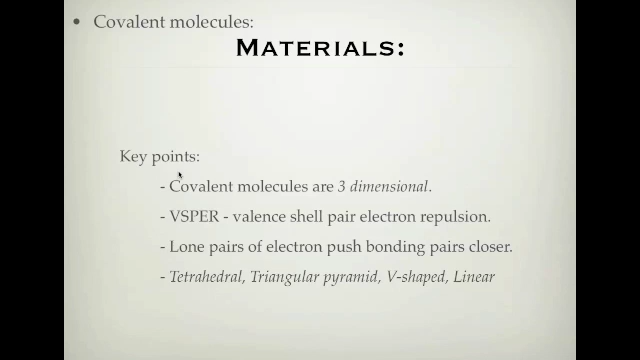 • Covalent molecules:
MATERIALS:
Key points:
- Covalent molecules are 3 dimensional.
- VSPER - valence shell pair electron repulsion.
- Lone pairs of electron push bonding pairs closer.
- Tetrahedral, Triangular pyramid, V-shaped, Linear